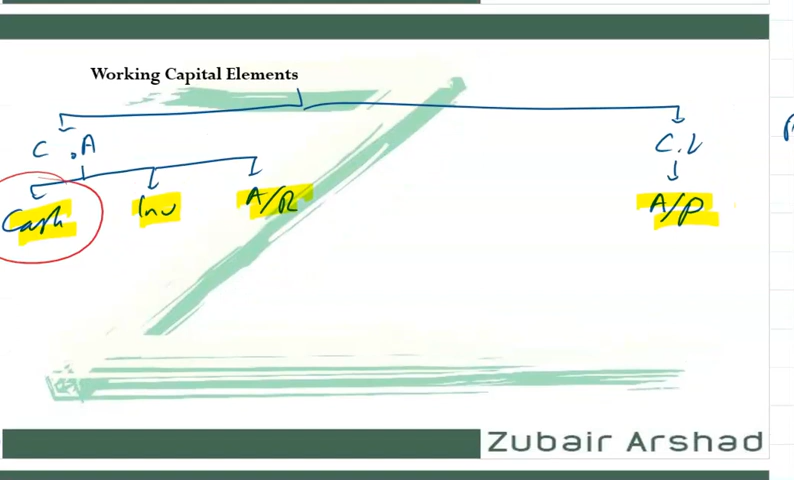 Working Capital Elements
C.A C.L
Cash Inv A/R A/P
Zubair Arshad